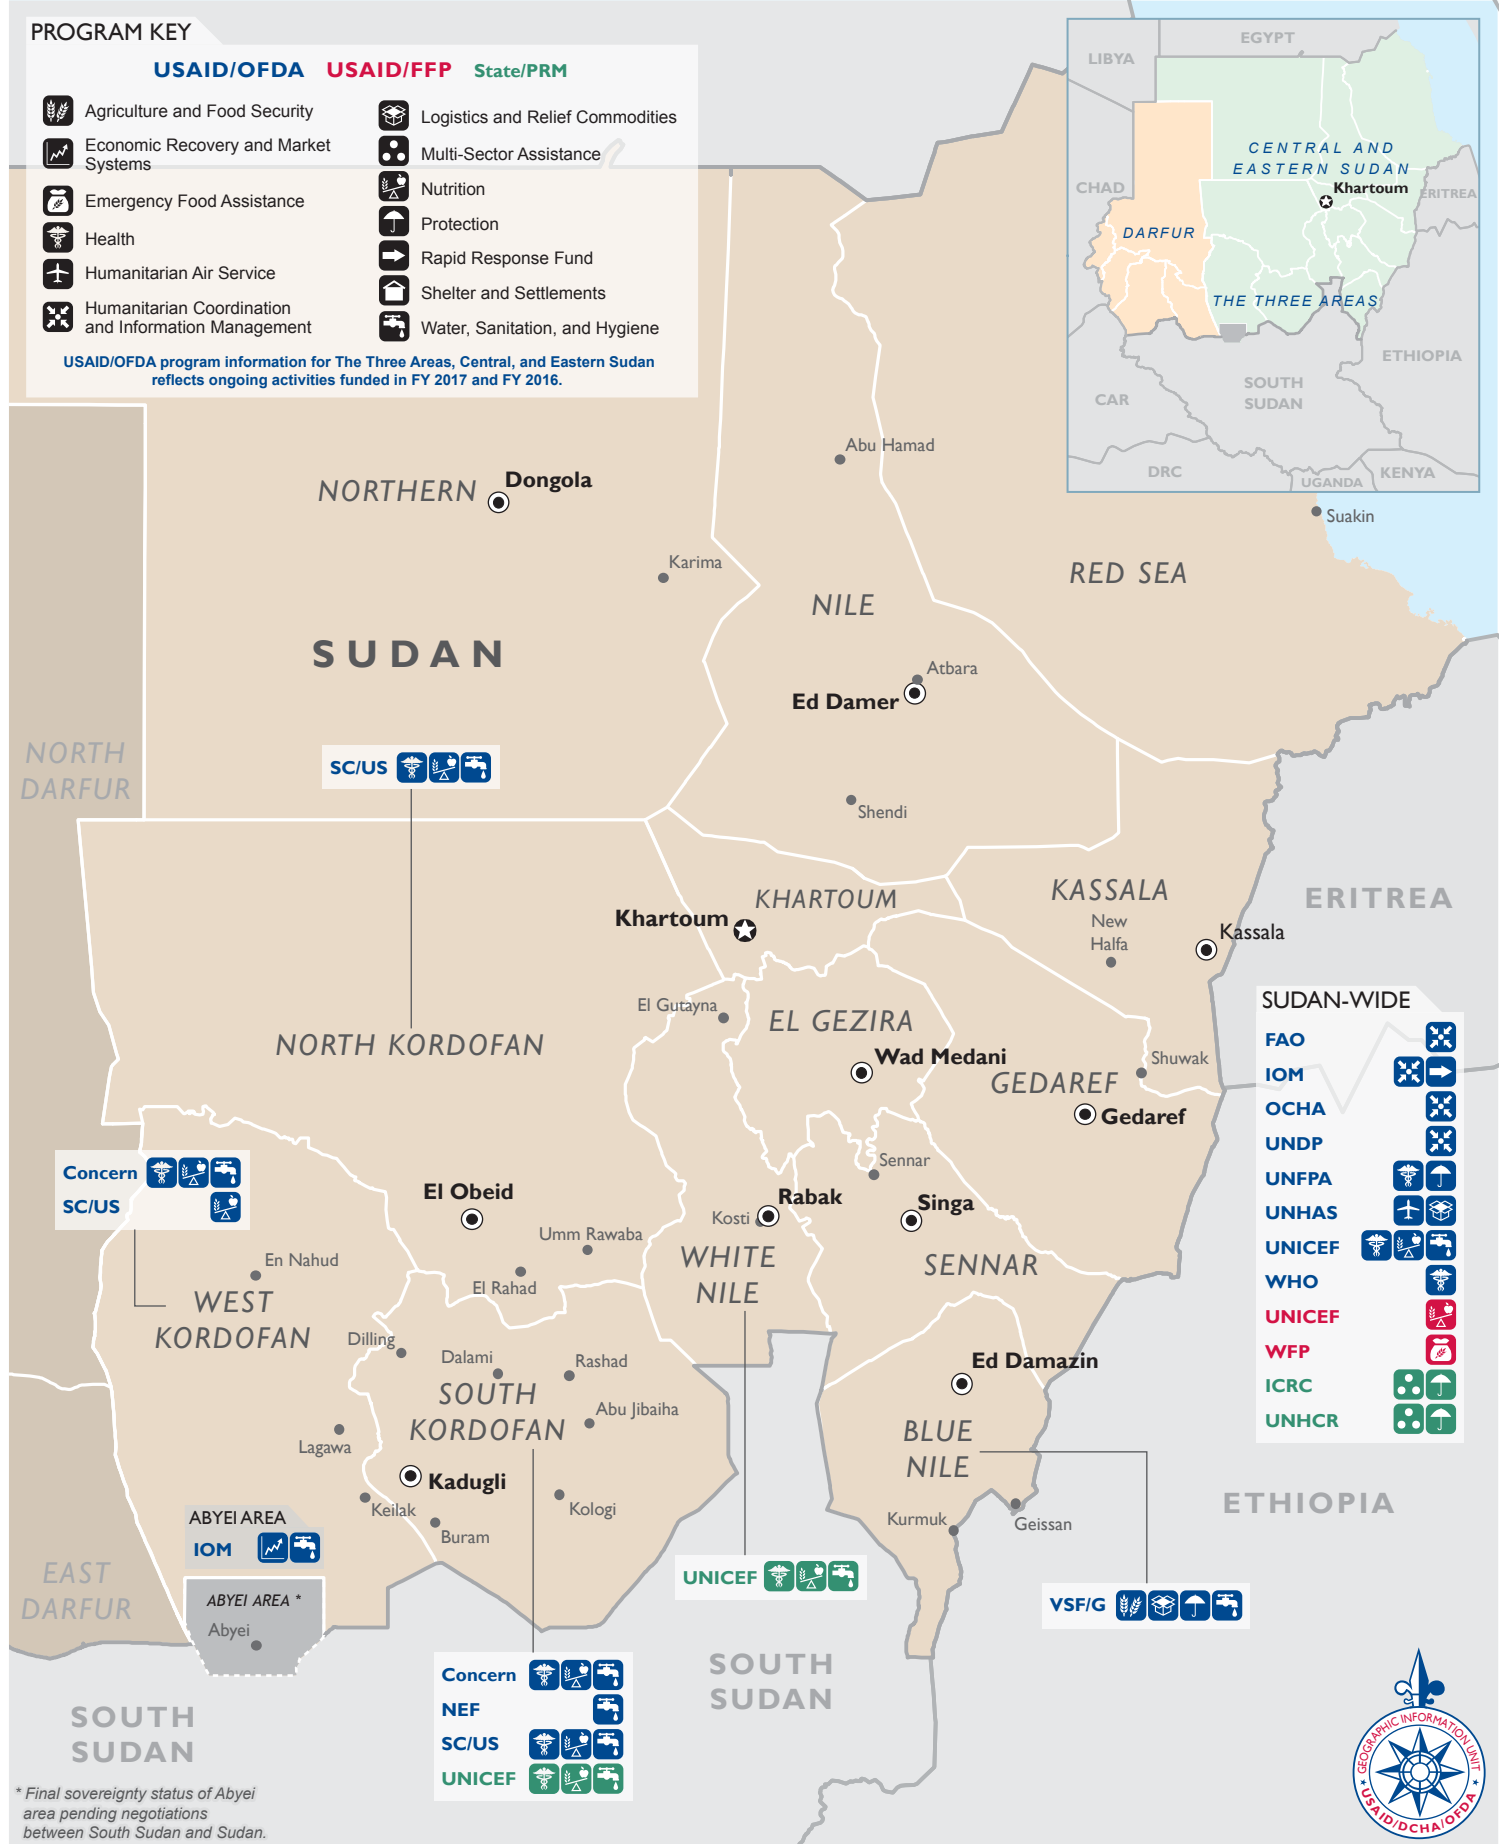 PROGRAM KEY
USAID/OFDA USAID/FFP State/PRM
Agriculture and Food Security
Economic Recovery and Market
Systems
Emergency Food Assistance
Health
Humanitarian Air Service
Humanitarian Coordination
and Information Management
Logistics and Relief Commodities
Multi-Sector Assistance
Nutrition
Protection
Rapid Response Fund
Shelter and Settlements
Water, Sanitation, and Hygiene
USAID/OFDA program information for The Three Areas, Central, and Eastern Sudan
reflects ongoing activities funded in FY 2017 and FY 2016.
EGYPT
LIBYA
CENTRAL AND
EASTERN SUDAN
CHAD
Khartoum
ERITREA
DARFUR
THE THREE AREAS
ETHIOPIA
SOUTH
SUDAN
CAR
DRC
KENYA
UGANDA
Abu Hamad
NORTHERN
Dongola
Suakin
Karima
RED SEA
NILE
SUDAN
Atbara
Ed Damer
NORTH
DARFUR
SC/US
Shendi
KHARTOUM
KASSALA
Khartoum
New
Halfa
Kassala
ERITREA
El Gutayna
EL GEZIRA
NORTH KORDOFAN
Wad Medani
Shuwak
GEDAREF
Gedaref
SUDAN-WIDE
FAO
IOM
OCHA
UNDP
UNFPA
UNHAS
UNICEF
WHO
UNICEF
WFP
ICRC
UNHCR
Concern
SC/US
Sennar
El Obeid
Rabak
Singa
Kosti
Umm Rawaba
En Nahud
WHITE
NILE
SENNAR
El Rahad
WEST
KORDOFAN
Dilling
Dalami
Rashad
Ed Damazin
SOUTH
KORDOFAN
Abu Jibaiha
Lagawa
BLUE
NILE
Kadugli
Keilak
Kologi
Buram
Kurmuk
Geissan
ETHIOPIA
ABYEI AREA
IOM
EAST
DARFUR
ABYEI AREA *
Abyei
UNICEF
VSF/G
Concern
NEF
SC/US
UNICEF
SOUTH
SUDAN
SOUTH
SUDAN
* Final sovereignty status of Abyei
area pending negotiations
between South Sudan and Sudan.
GEOGRAPHIC INFORMATION UNIT
USAID/DCHA/OFDA